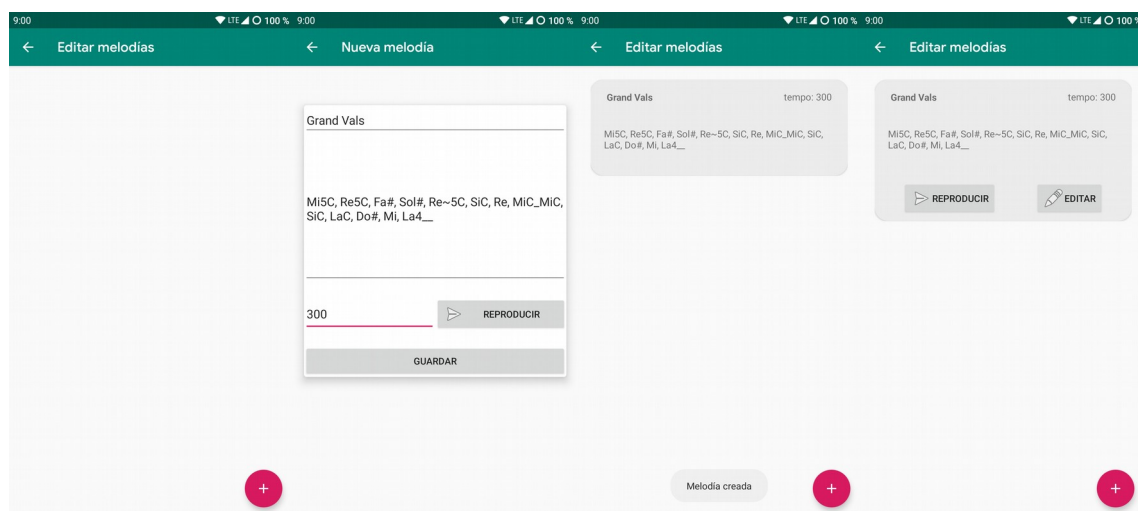 9:00 LTE 100 %
Editar melodías
+
9:00 LTE 100 %
Nueva melodía
Grand Vals
Mi5C, Re5C, Fa#, Sol#, Re~5C, SiC, Re, MiC_MiC,
SiC, LaC, Do#, Mi, La4__
300
REPRODUCIR
GUARDAR
9:00 LTE 100 %
Editar melodías
Grand Vals tempo: 300
Mi5C, Re5C, Fa#, Sol#, Re~5C, SiC, Re, MiC_MiC, SiC,
LaC, Do#, Mi, La4__
Melodía creada
+
9:00 LTE 100 %
Editar melodías
Grand Vals tempo: 300
Mi5C, Re5C, Fa#, Sol#, Re~5C, SiC, Re, MiC_MiC, SiC,
LaC, Do#, Mi, La4__
REPRODUCIR EDITAR
+